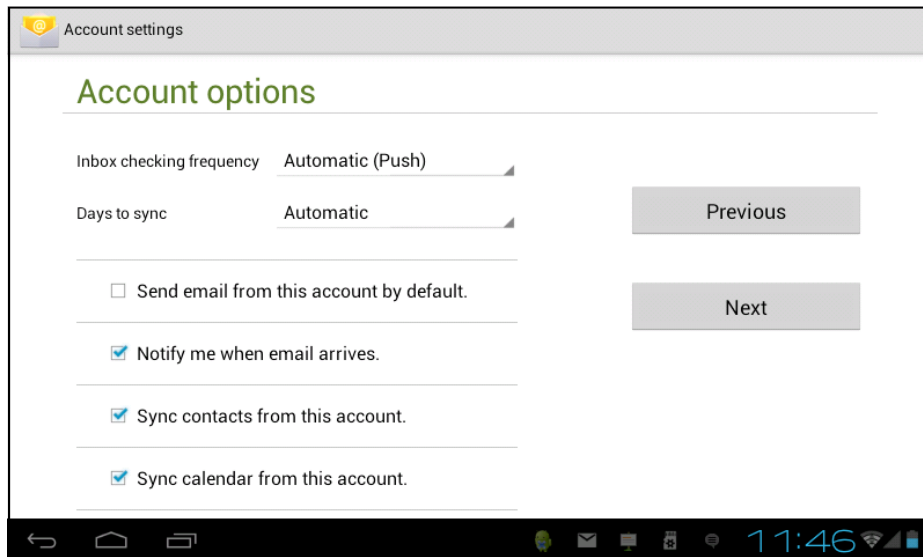 Account settings
Account options
Inbox checking frequency Automatic (Push)
Days to sync Automatic
Previous
Send email from this account by default.
Next
Notify me when email arrives.
Sync contacts from this account.
Sync calendar from this account.
11:46